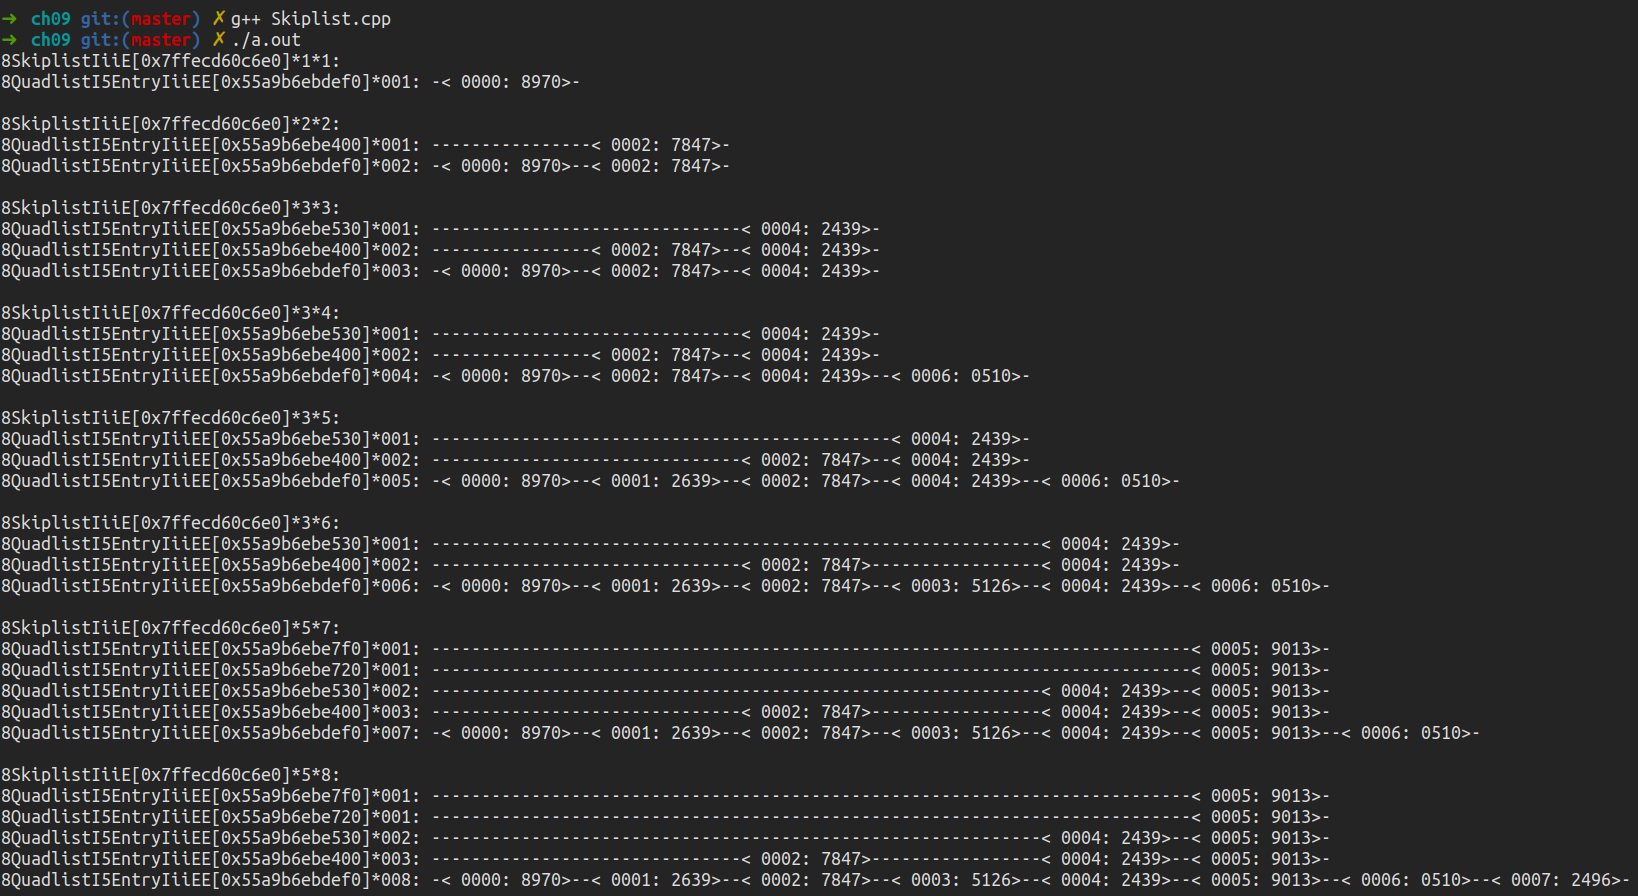 ➜ ch09 git:(master) ✗ g++ Skiplist.cpp
➜ ch09 git:(master) ✗ ./a.out
8SkiplistIiiE[0x7ffecd60c6e0]*1*1:
8QuadlistI5EntryIiiEE[0x55a9b6ebdef0]*001: -< 0000: 8970>-
8SkiplistIiiE[0x7ffecd60c6e0]*2*2:
8QuadlistI5EntryIiiEE[0x55a9b6ebe400]*001: ----------------< 0002: 7847>-
8QuadlistI5EntryIiiEE[0x55a9b6ebdef0]*002: -< 0000: 8970>--< 0002: 7847>-
8SkiplistIiiE[0x7ffecd60c6e0]*3*3:
8QuadlistI5EntryIiiEE[0x55a9b6ebe530]*001: -------------------------------< 0004: 2439>-
8QuadlistI5EntryIiiEE[0x55a9b6ebe400]*002: ----------------< 0002: 7847>--< 0004: 2439>-
8QuadlistI5EntryIiiEE[0x55a9b6ebdef0]*003: -< 0000: 8970>--< 0002: 7847>--< 0004: 2439>-
8SkiplistIiiE[0x7ffecd60c6e0]*3*4:
8QuadlistI5EntryIiiEE[0x55a9b6ebe530]*001: -------------------------------< 0004: 2439>-
8QuadlistI5EntryIiiEE[0x55a9b6ebe400]*002: ----------------< 0002: 7847>--< 0004: 2439>-
8QuadlistI5EntryIiiEE[0x55a9b6ebdef0]*004: -< 0000: 8970>--< 0002: 7847>--< 0004: 2439>--< 0006: 0510>-
8SkiplistIiiE[0x7ffecd60c6e0]*3*5:
8QuadlistI5EntryIiiEE[0x55a9b6ebe530]*001: ----------------------------------------------< 0004: 2439>-
8QuadlistI5EntryIiiEE[0x55a9b6ebe400]*002: -------------------------------< 0002: 7847>--< 0004: 2439>-
8QuadlistI5EntryIiiEE[0x55a9b6ebdef0]*005: -< 0000: 8970>--< 0001: 2639>--< 0002: 7847>--< 0004: 2439>--< 0006: 0510>-
8SkiplistIiiE[0x7ffecd60c6e0]*3*6:
8QuadlistI5EntryIiiEE[0x55a9b6ebe530]*001: -------------------------------------------------------------< 0004: 2439>-
8QuadlistI5EntryIiiEE[0x55a9b6ebe400]*002: -------------------------------< 0002: 7847>-----------------< 0004: 2439>-
8QuadlistI5EntryIiiEE[0x55a9b6ebdef0]*006: -< 0000: 8970>--< 0001: 2639>--< 0002: 7847>--< 0003: 5126>--< 0004: 2439>--< 0006: 0510>-
8SkiplistIiiE[0x7ffecd60c6e0]*5*7:
8QuadlistI5EntryIiiEE[0x55a9b6ebe7f0]*001: ----------------------------------------------------------------------------< 0005: 9013>-
8QuadlistI5EntryIiiEE[0x55a9b6ebe720]*001: ----------------------------------------------------------------------------< 0005: 9013>-
8QuadlistI5EntryIiiEE[0x55a9b6ebe530]*002: -------------------------------------------------------------< 0004: 2439>--< 0005: 9013>-
8QuadlistI5EntryIiiEE[0x55a9b6ebe400]*003: -------------------------------< 0002: 7847>-----------------< 0004: 2439>--< 0005: 9013>-
8QuadlistI5EntryIiiEE[0x55a9b6ebdef0]*007: -< 0000: 8970>--< 0001: 2639>--< 0002: 7847>--< 0003: 5126>--< 0004: 2439>--< 0005: 9013>--< 0006: 0510>-
8SkiplistIiiE[0x7ffecd60c6e0]*5*8:
8QuadlistI5EntryIiiEE[0x55a9b6ebe7f0]*001: ----------------------------------------------------------------------------< 0005: 9013>-
8QuadlistI5EntryIiiEE[0x55a9b6ebe720]*001: ----------------------------------------------------------------------------< 0005: 9013>-
8QuadlistI5EntryIiiEE[0x55a9b6ebe530]*002: -------------------------------------------------------------< 0004: 2439>--< 0005: 9013>-
8QuadlistI5EntryIiiEE[0x55a9b6ebe400]*003: -------------------------------< 0002: 7847>-----------------< 0004: 2439>--< 0005: 9013>-
8QuadlistI5EntryIiiEE[0x55a9b6ebdef0]*008: -< 0000: 8970>--< 0001: 2639>--< 0002: 7847>--< 0003: 5126>--< 0004: 2439>--< 0005: 9013>--< 0006: 0510>--< 0007: 2496>-